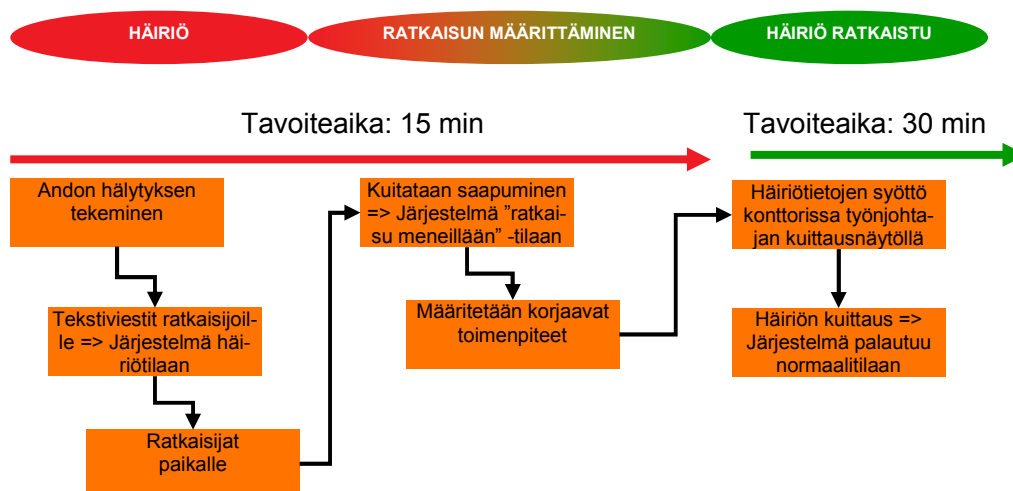 HÄIRIÖ
RATKAISUN MÄÄRITTÄMINEN
HÄIRIÖ RATKAISTU
Tavoiteaika: 15 min
Tavoiteaika: 30 min
Andon hälytyksen
tekeminen
Tekstiviestit ratkaisijoil-
le => Järjestelmä häi-
riötilaan
Ratkaisijat
paikalle
Kuitataan saapuminen
=> Järjestelmä ”ratkai-
su meneillään” -tilaan
Määritetään korjaavat
toimenpiteet
Häiriötietojen syöttö
konttorissa työnjohta-
jan kuittausnäytöllä
Häiriön kuittaus =>
Järjestelmä palautuu
normaalitilaan